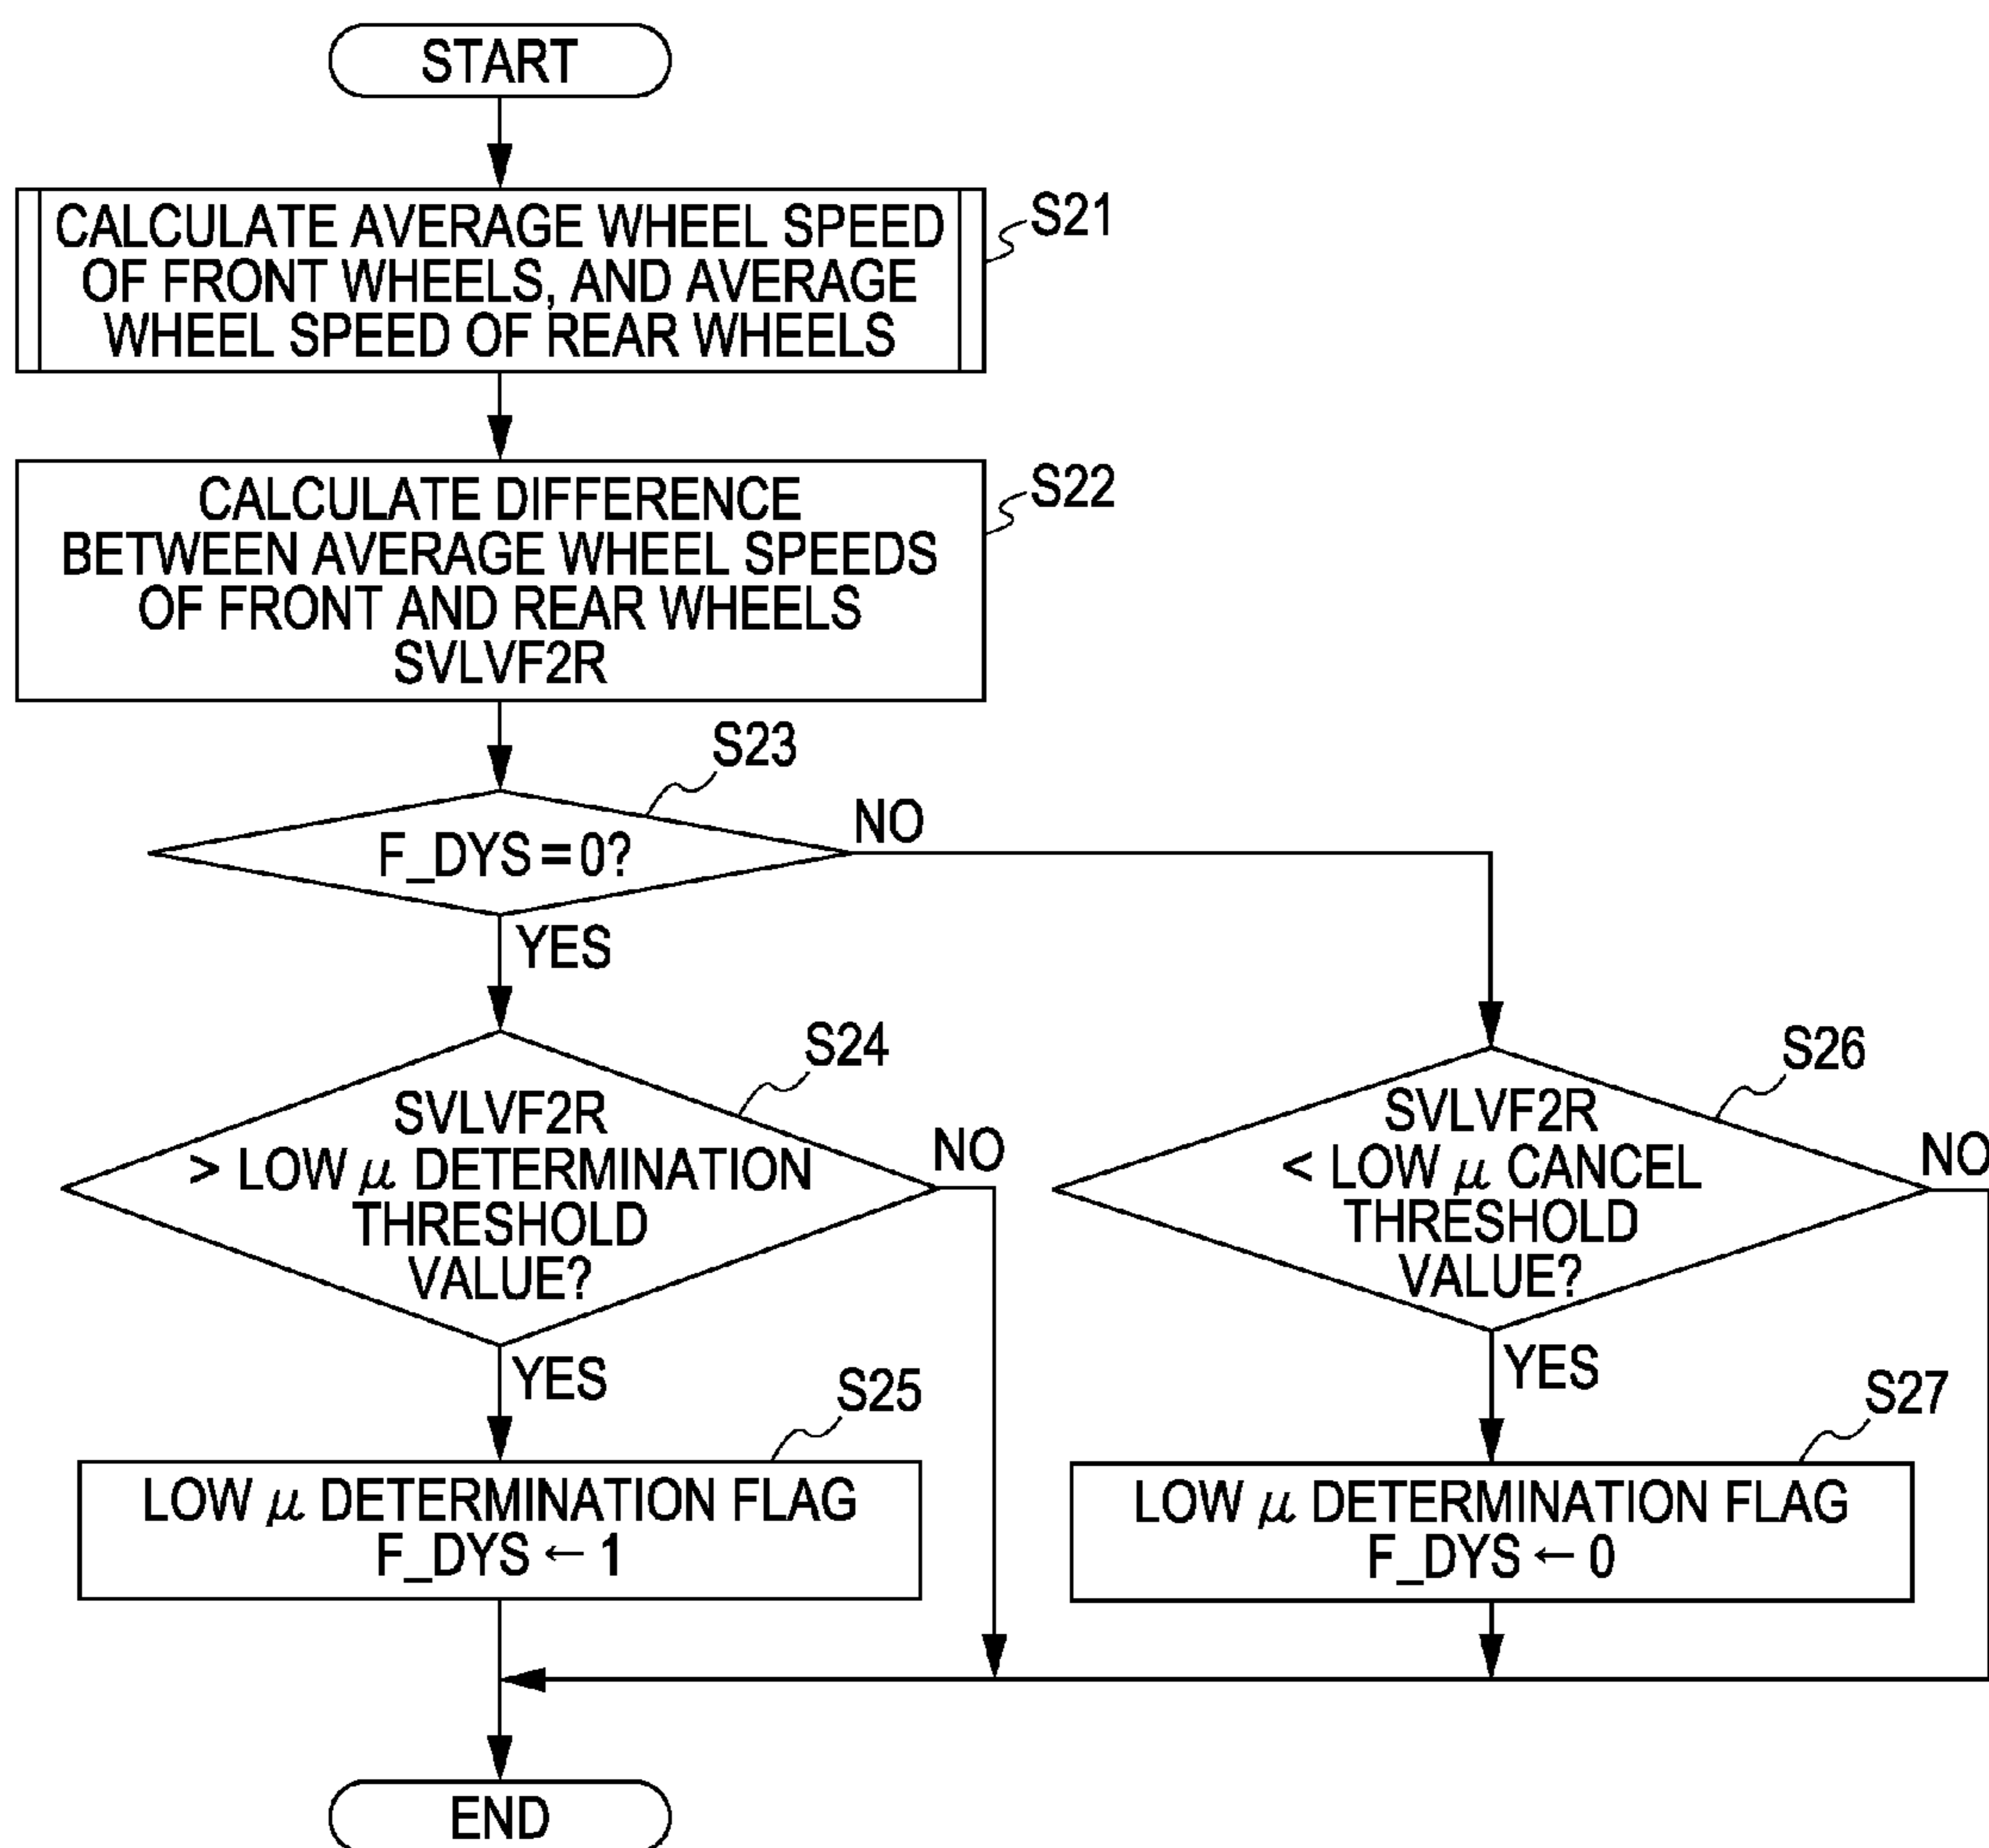 START
CALCULATE AVERAGE WHEEL SPEED
OF FRONT WHEELS, AND AVERAGE
WHEEL SPEED OF REAR WHEELS
S21
CALCULATE DIFFERENCE
BETWEEN AVERAGE WHEEL SPEEDS
OF FRONT AND REAR WHEELS
SVLVF2R
S22
S23
F_DYS = 0?
NO
YES
S24
SVLVF2R
> LOW μ DETERMINATION
THRESHOLD
VALUE?
NO
YES
S25
LOW μ DETERMINATION FLAG
F_DYS ← 1
S26
SVLVF2R
< LOW μ CANCEL
THRESHOLD
VALUE?
NO
YES
S27
LOW μ DETERMINATION FLAG
F_DYS ← 0
END